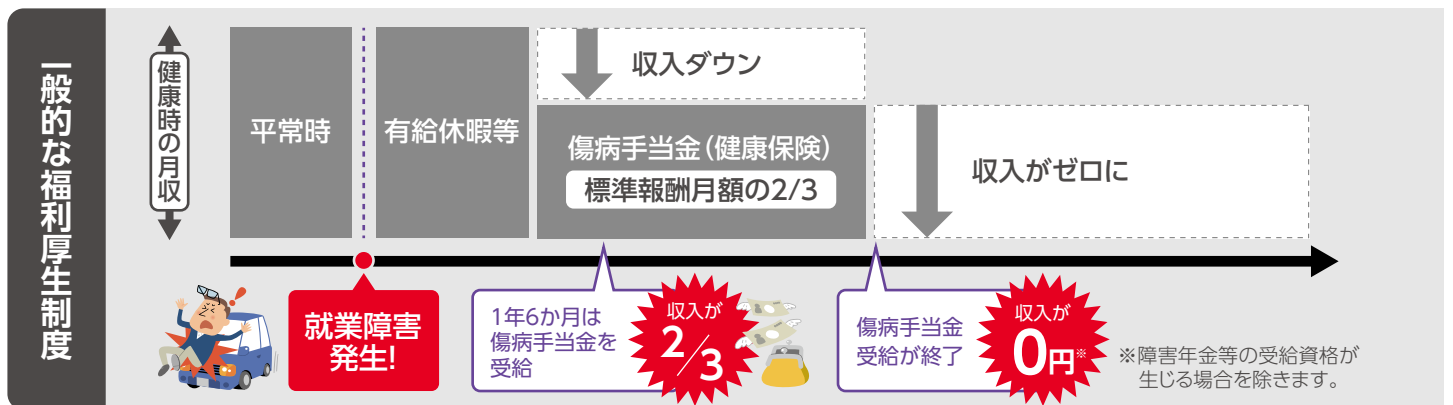 一般的な福利厚生制度
健康時の月収
平常時
有給休暇等
収入ダウン
傷病手当金（健康保険）
標準報酬月額の2/3
収入がゼロに
就業障害
発生!
1年6か月は
傷病手当金を
受給
収入が
2/3
傷病手当金
受給が終了
収入が
0円※
※障害年金等の受給資格が
生じる場合を除きます。